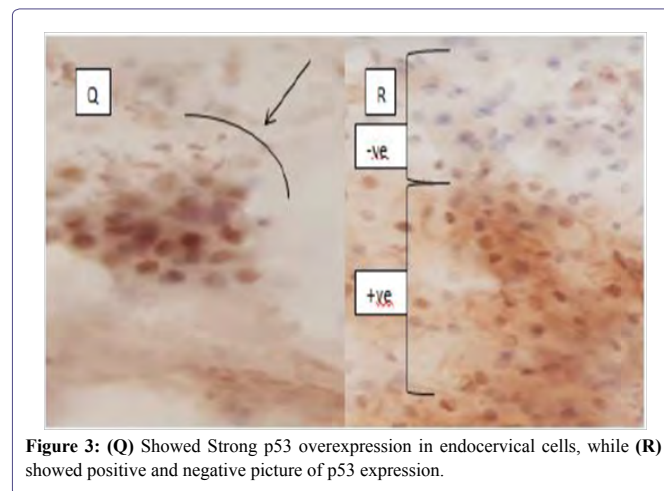 Q
R
-ve
+ve
Figure 3: (Q) Showed Strong p53 overexpression in endocervical cells, while (R)
showed positive and negative picture of p53 expression.